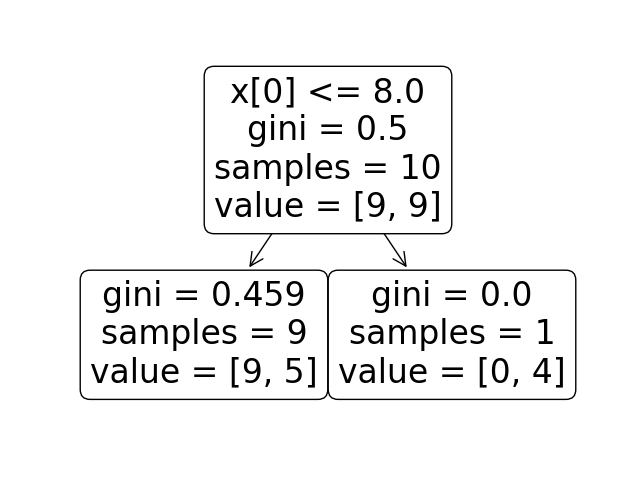 x[0] <= 8.0
gini = 0.5
samples = 10
value = [9, 9]
gini = 0.459
samples = 9
value = [9, 5]
gini = 0.0
samples = 1
value = [0, 4]